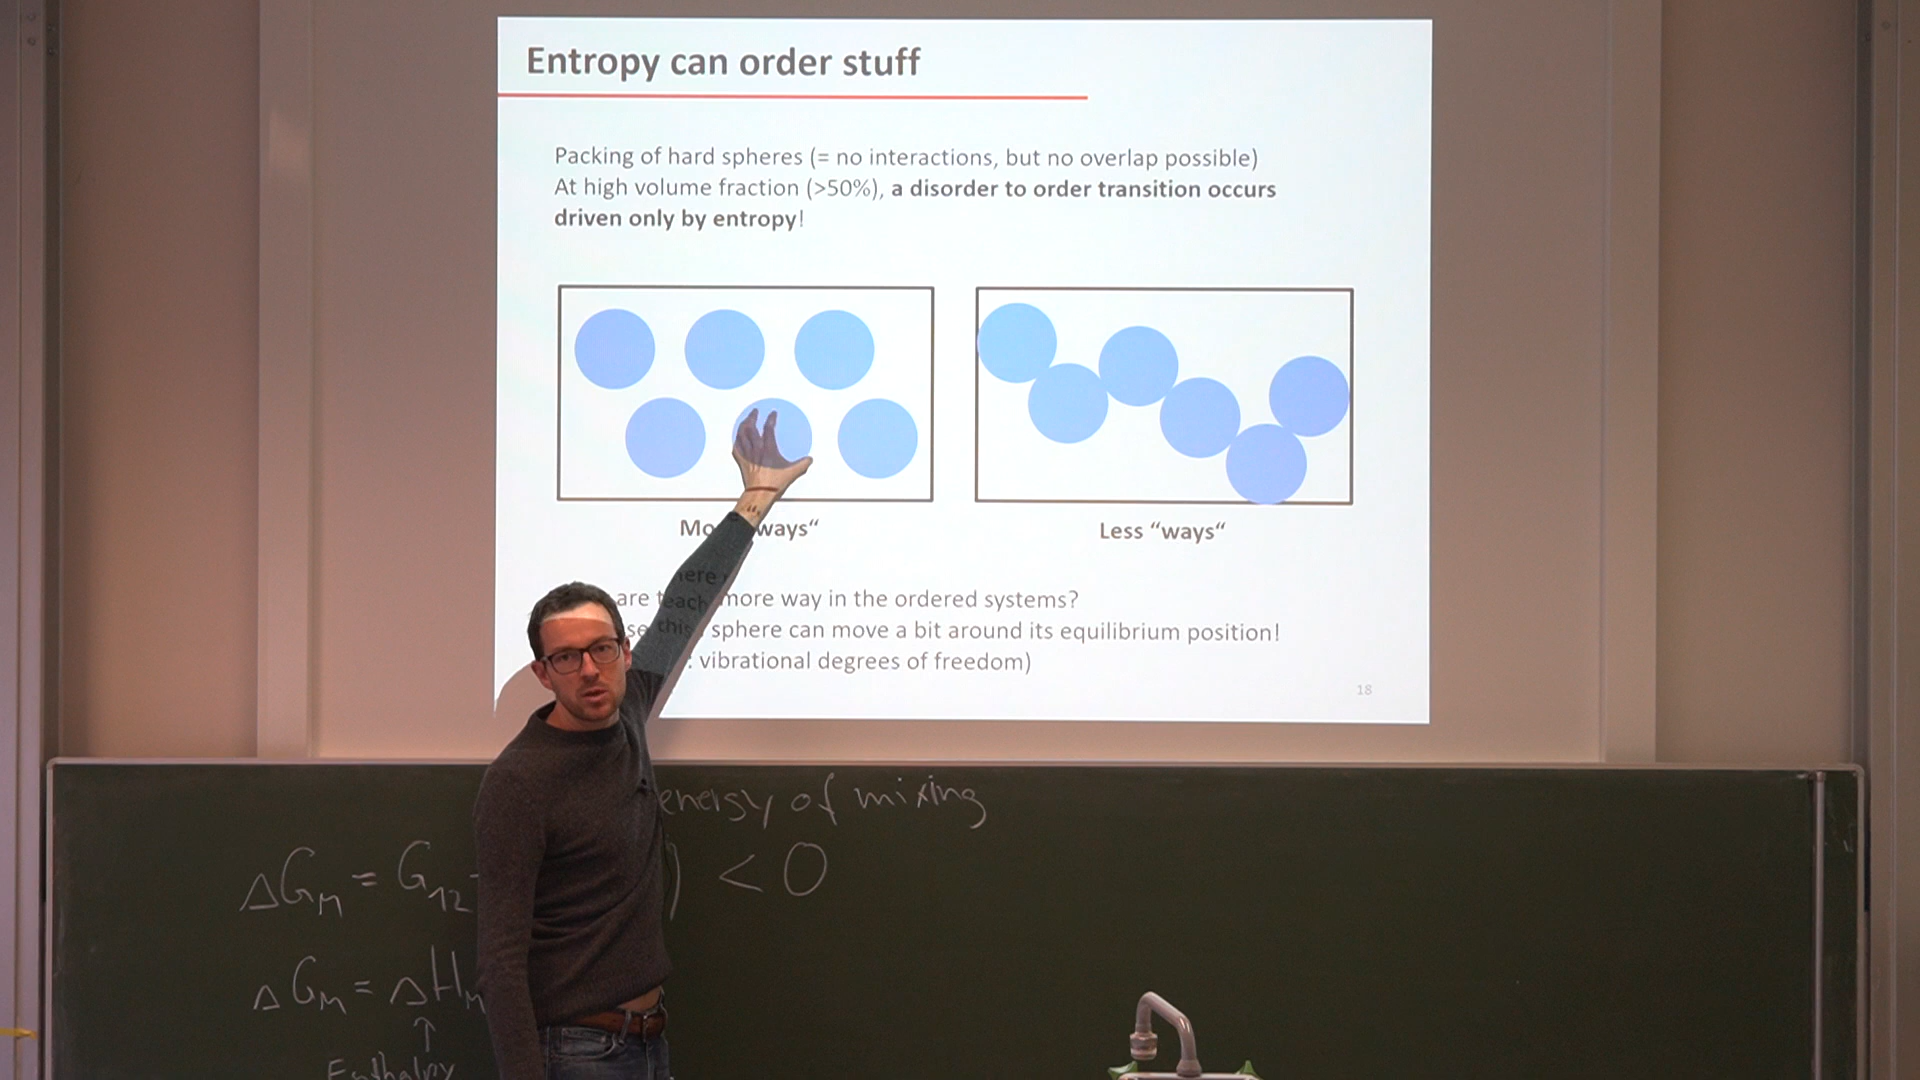 Entropy can order stuff
Packing of hard spheres (= no interactions, but no overlap possible)
At high volume fraction (>50%), a disorder to order transition occurs
driven only by entropy!
ways“
Less “ways“
are more way in the ordered systems?
this sphere can move a bit around its equilibrium position!
: vibrational degrees of freedom)
18
energy of mixing
ΔG_M = G_12 ) < 0
ΔG_M = ΔH_M
↑
Enthalpy